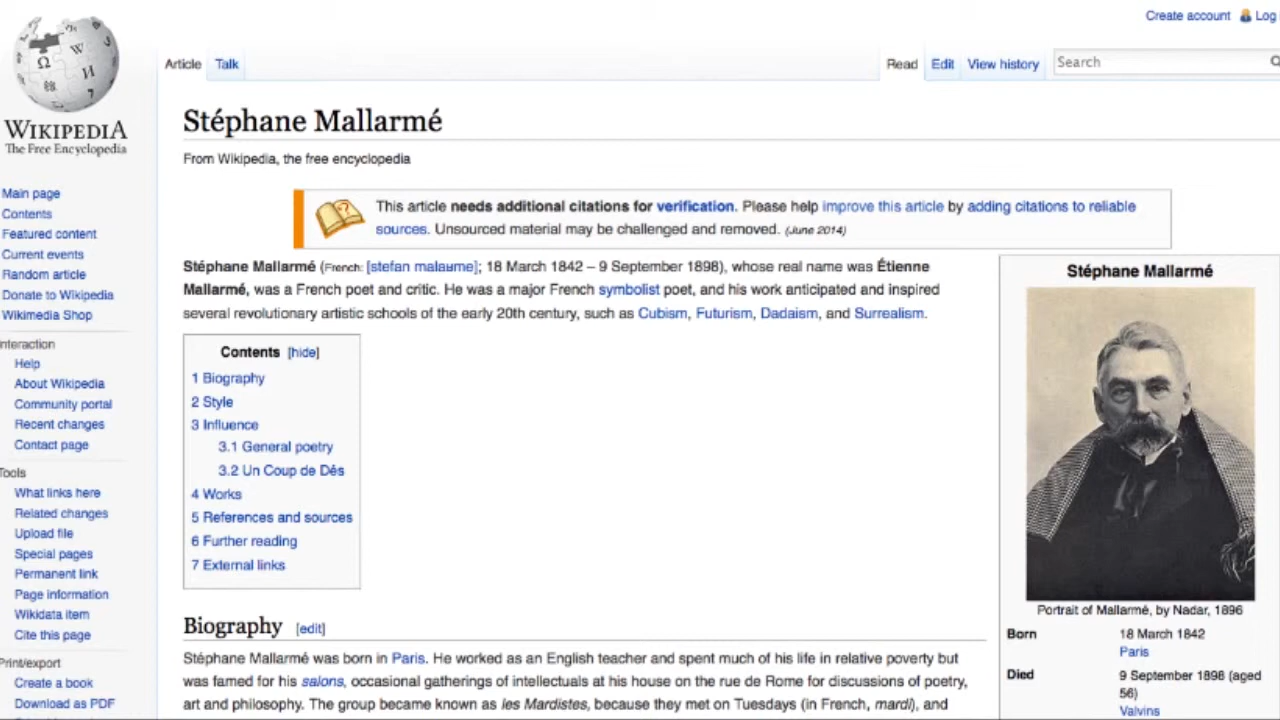 Create account Log
Article Talk Read Edit View history Search
WIKIPEDIA
The Free Encyclopedia
Main page
Contents
Featured content
Current events
Random article
Donate to Wikipedia
Wikimedia Shop
Interaction
Help
About Wikipedia
Community portal
Recent changes
Contact page
Tools
What links here
Related changes
Upload file
Special pages
Permanent link
Page information
Wikidata item
Cite this page
Print/export
Create a book
Download as PDF
Stéphane Mallarmé
From Wikipedia, the free encyclopedia
This article needs additional citations for verification. Please help improve this article by adding citations to reliable
sources. Unsourced material may be challenged and removed. (June 2014)
Stéphane Mallarmé (French: [stefan malaʁme]; 18 March 1842 – 9 September 1898), whose real name was Étienne
Mallarmé, was a French poet and critic. He was a major French symbolist poet, and his work anticipated and inspired
several revolutionary artistic schools of the early 20th century, such as Cubism, Futurism, Dadaism, and Surrealism.
Contents [hide]
1 Biography
2 Style
3 Influence
3.1 General poetry
3.2 Un Coup de Dés
4 Works
5 References and sources
6 Further reading
7 External links
Biography [edit]
Stéphane Mallarmé was born in Paris. He worked as an English teacher and spent much of his life in relative poverty but
was famed for his salons, occasional gatherings of intellectuals at his house on the rue de Rome for discussions of poetry,
art and philosophy. The group became known as les Mardistes, because they met on Tuesdays (in French, mardi), and
Stéphane Mallarmé
Portrait of Mallarmé, by Nadar, 1896
Born 18 March 1842
Paris
Died 9 September 1898 (aged
56)
Valvins